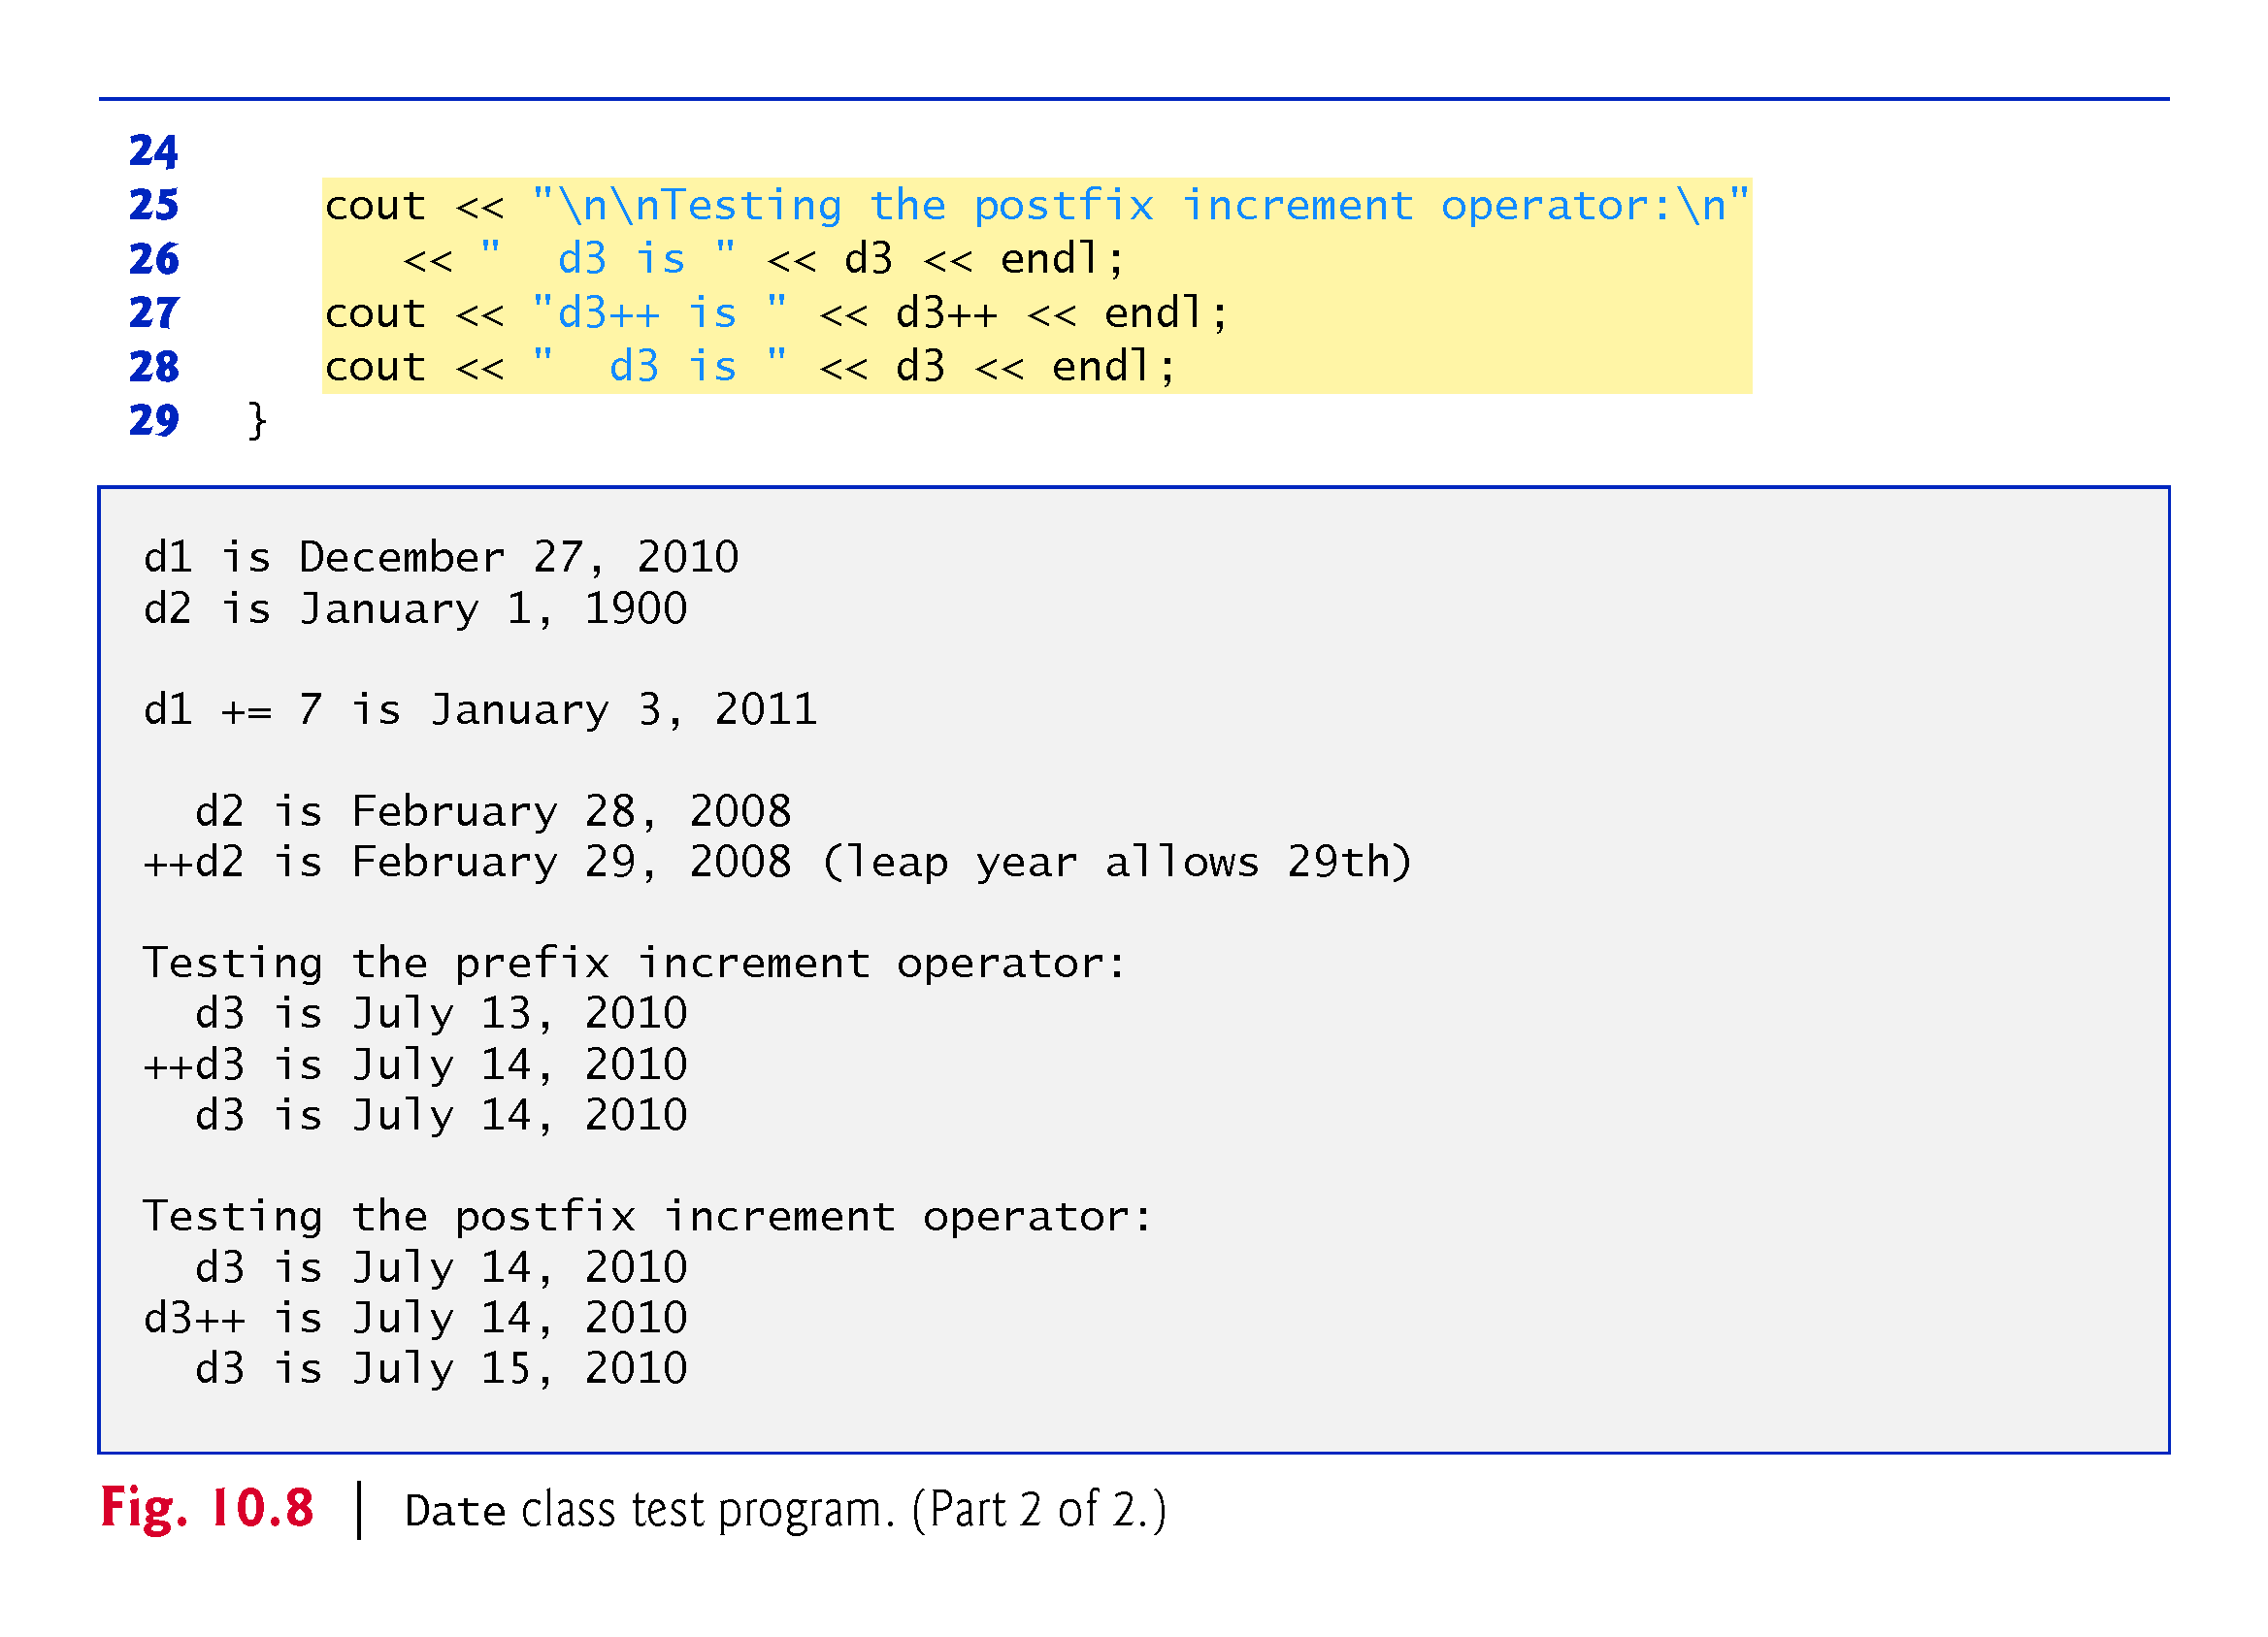 24
25 cout << "\n\nTesting the postfix increment operator:\n"
26 << "  d3 is " << d3 << endl;
27 cout << "d3++ is " << d3++ << endl;
28 cout << "  d3 is " << d3 << endl;
29 }
d1 is December 27, 2010
d2 is January 1, 1900
d1 += 7 is January 3, 2011
  d2 is February 28, 2008
++d2 is February 29, 2008 (leap year allows 29th)
Testing the prefix increment operator:
  d3 is July 13, 2010
++d3 is July 14, 2010
  d3 is July 14, 2010
Testing the postfix increment operator:
  d3 is July 14, 2010
d3++ is July 14, 2010
  d3 is July 15, 2010
Fig. 10.8 | Date class test program. (Part 2 of 2.)